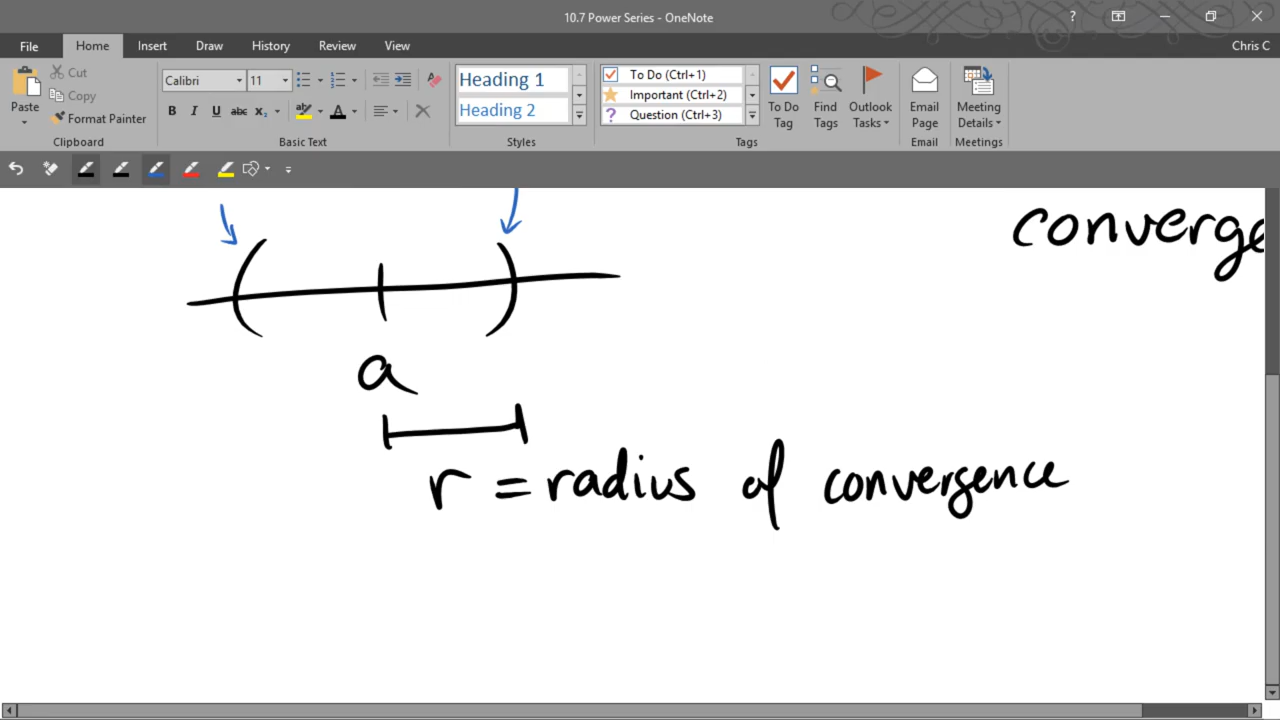 10.7 Power Series - OneNote
?
File Home Insert Draw History Review View Chris C
Paste
Cut
Copy
Format Painter
Clipboard
Calibri 11
B I U abc x₂ A
Basic Text
Heading 1
Heading 2
Styles
To Do (Ctrl+1)
Important (Ctrl+2)
? Question (Ctrl+3)
To Do Tag
Find Tags
Outlook Tasks
Tags
Email Page
Email
Meeting Details
Meetings
converge
a
r = radius of convergence